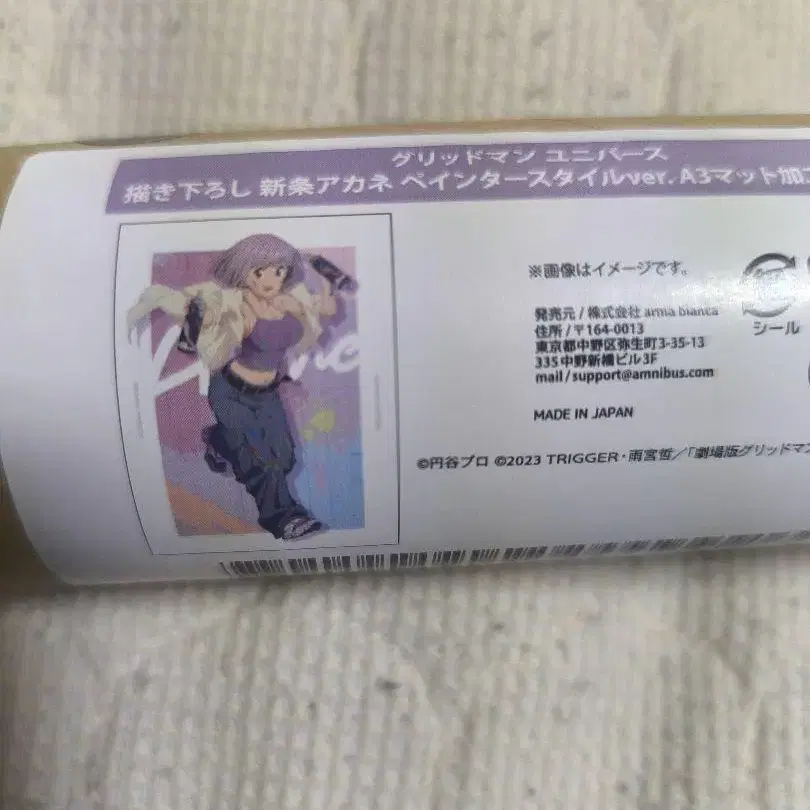 グリッドマン ユニバース
描き下ろし 新条アカネ ペインタースタイルver. A3マット加工
※画像はイメージです。
発売元 / 株式会社 arma bianca
住所 / 〒164-0013
東京都中野区弥生町3-35-13
335中野新橋ビル3F
mail / support@amnibus.com
シール
MADE IN JAPAN
©円谷プロ ©2023 TRIGGER・雨宮哲／「劇場版グリッドマン